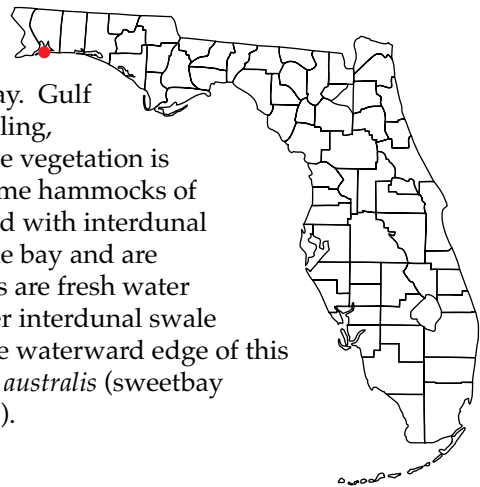 ay. Gulf
ling,
e vegetation is
me hammocks of
d with interdunal
e bay and are
s are fresh water
er interdunal swale
e waterward edge of this
australis (sweetbay
).